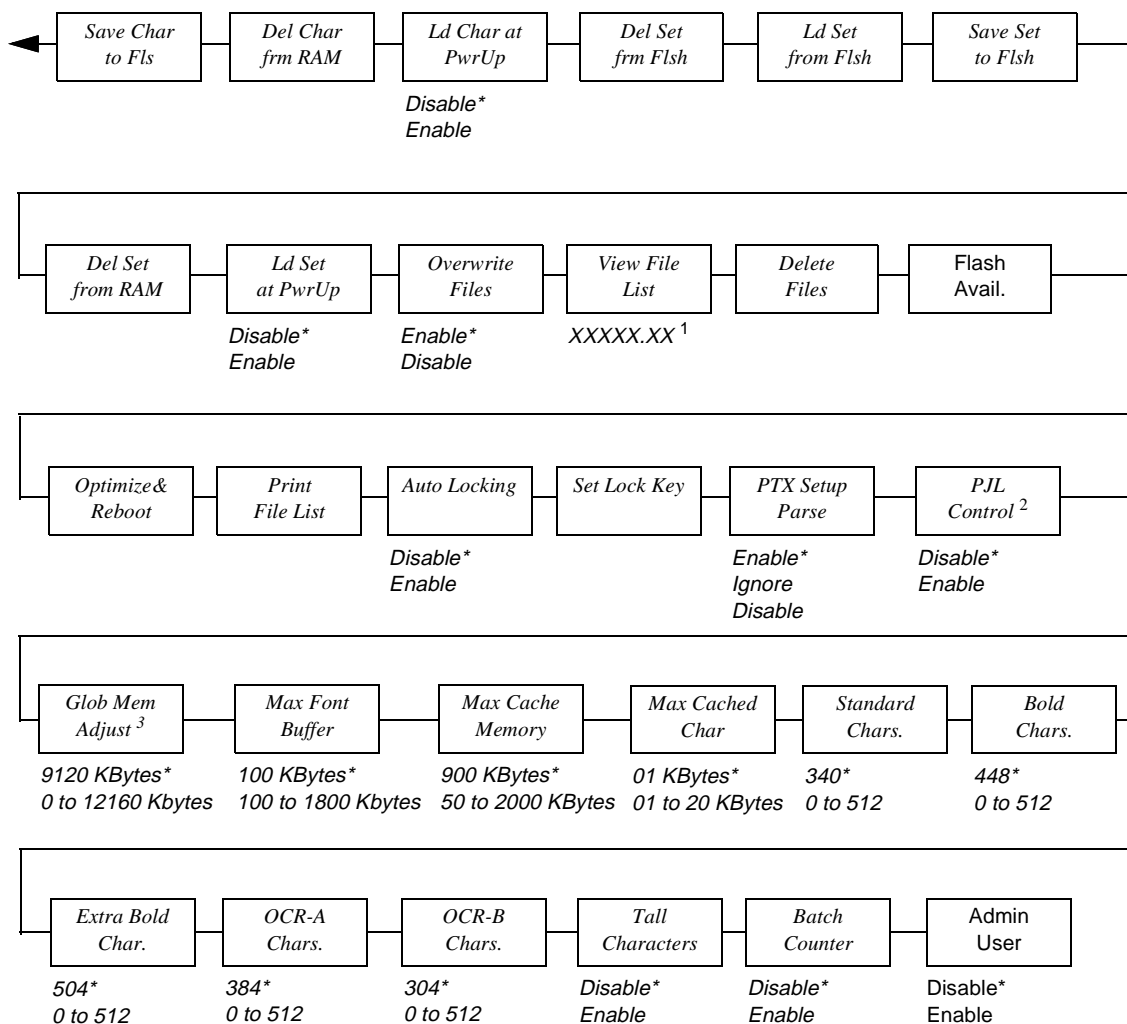 Save Char
to Fls
Del Char
frm RAM
Ld Char at
PwrUp
Disable*
Enable
Del Set
frm Flsh
Ld Set
from Flsh
Save Set
to Flsh
Del Set
from RAM
Ld Set
at PwrUp
Disable*
Enable
Overwrite
Files
Enable*
Disable
View File
List
XXXXX.XX 1
Delete
Files
Flash
Avail.
Optimize&
Reboot
Print
File List
Auto Locking
Disable*
Enable
Set Lock Key
PTX Setup
Parse
Enable*
Ignore
Disable
PJL
Control 2
Disable*
Enable
Glob Mem
Adjust 3
9120 KBytes*
0 to 12160 Kbytes
Max Font
Buffer
100 KBytes*
100 to 1800 Kbytes
Max Cache
Memory
900 KBytes*
50 to 2000 KBytes
Max Cached
Char
01 KBytes*
01 to 20 KBytes
Standard
Chars.
340*
0 to 512
Bold
Chars.
448*
0 to 512
Extra Bold
Char.
504*
0 to 512
OCR-A
Chars.
384*
0 to 512
OCR-B
Chars.
304*
0 to 512
Tall
Characters
Disable*
Enable
Batch
Counter
Disable*
Enable
Admin
User
Disable*
Enable